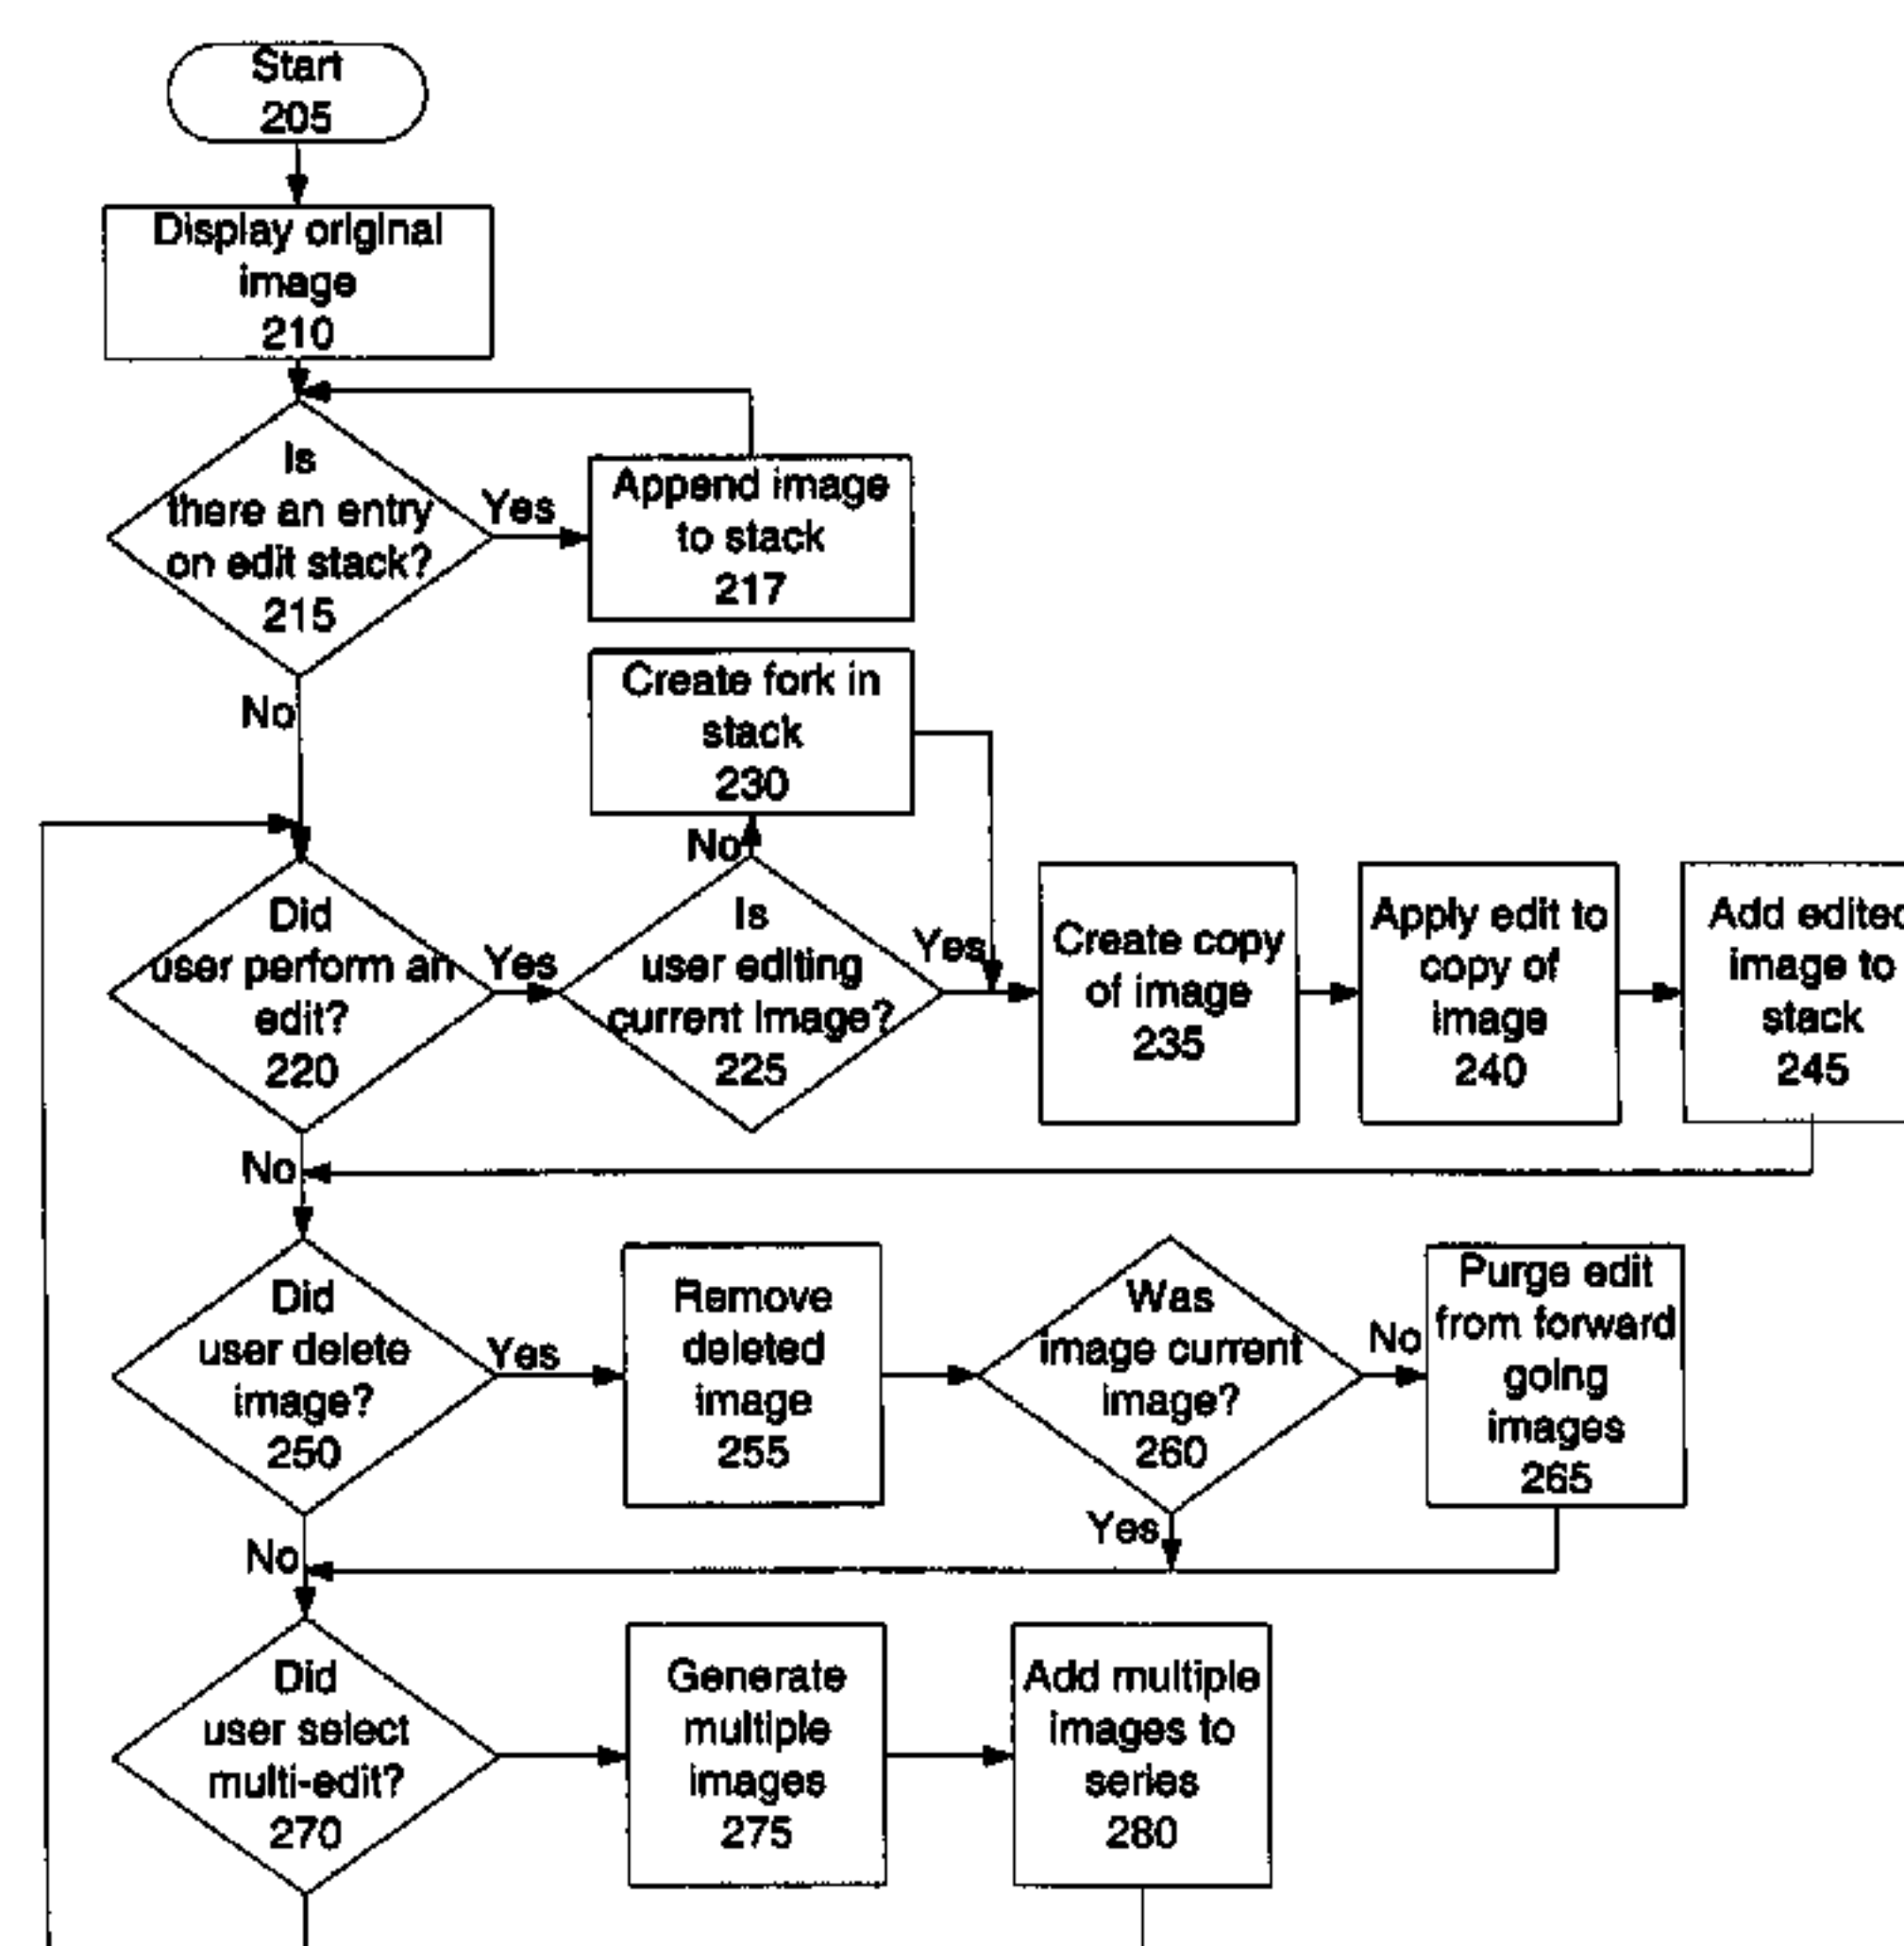 Start
205
Display original
image
210
Is
there an entry
on edit stack?
215
Yes
Append image
to stack
217
No
Create fork in
stack
230
No
Did
user perform an
edit?
220
Yes
Is
user editing
current image?
225
Yes
Create copy
of image
235
Apply edit to
copy of
image
240
Add edited
image to
stack
245
No
Did
user delete
image?
250
Yes
Remove
deleted
image
255
Was
image current
image?
260
No
Purge edit
from forward
going
images
265
Yes
No
Did
user select
multi-edit?
270
Generate
multiple
images
275
Add multiple
images to
series
280